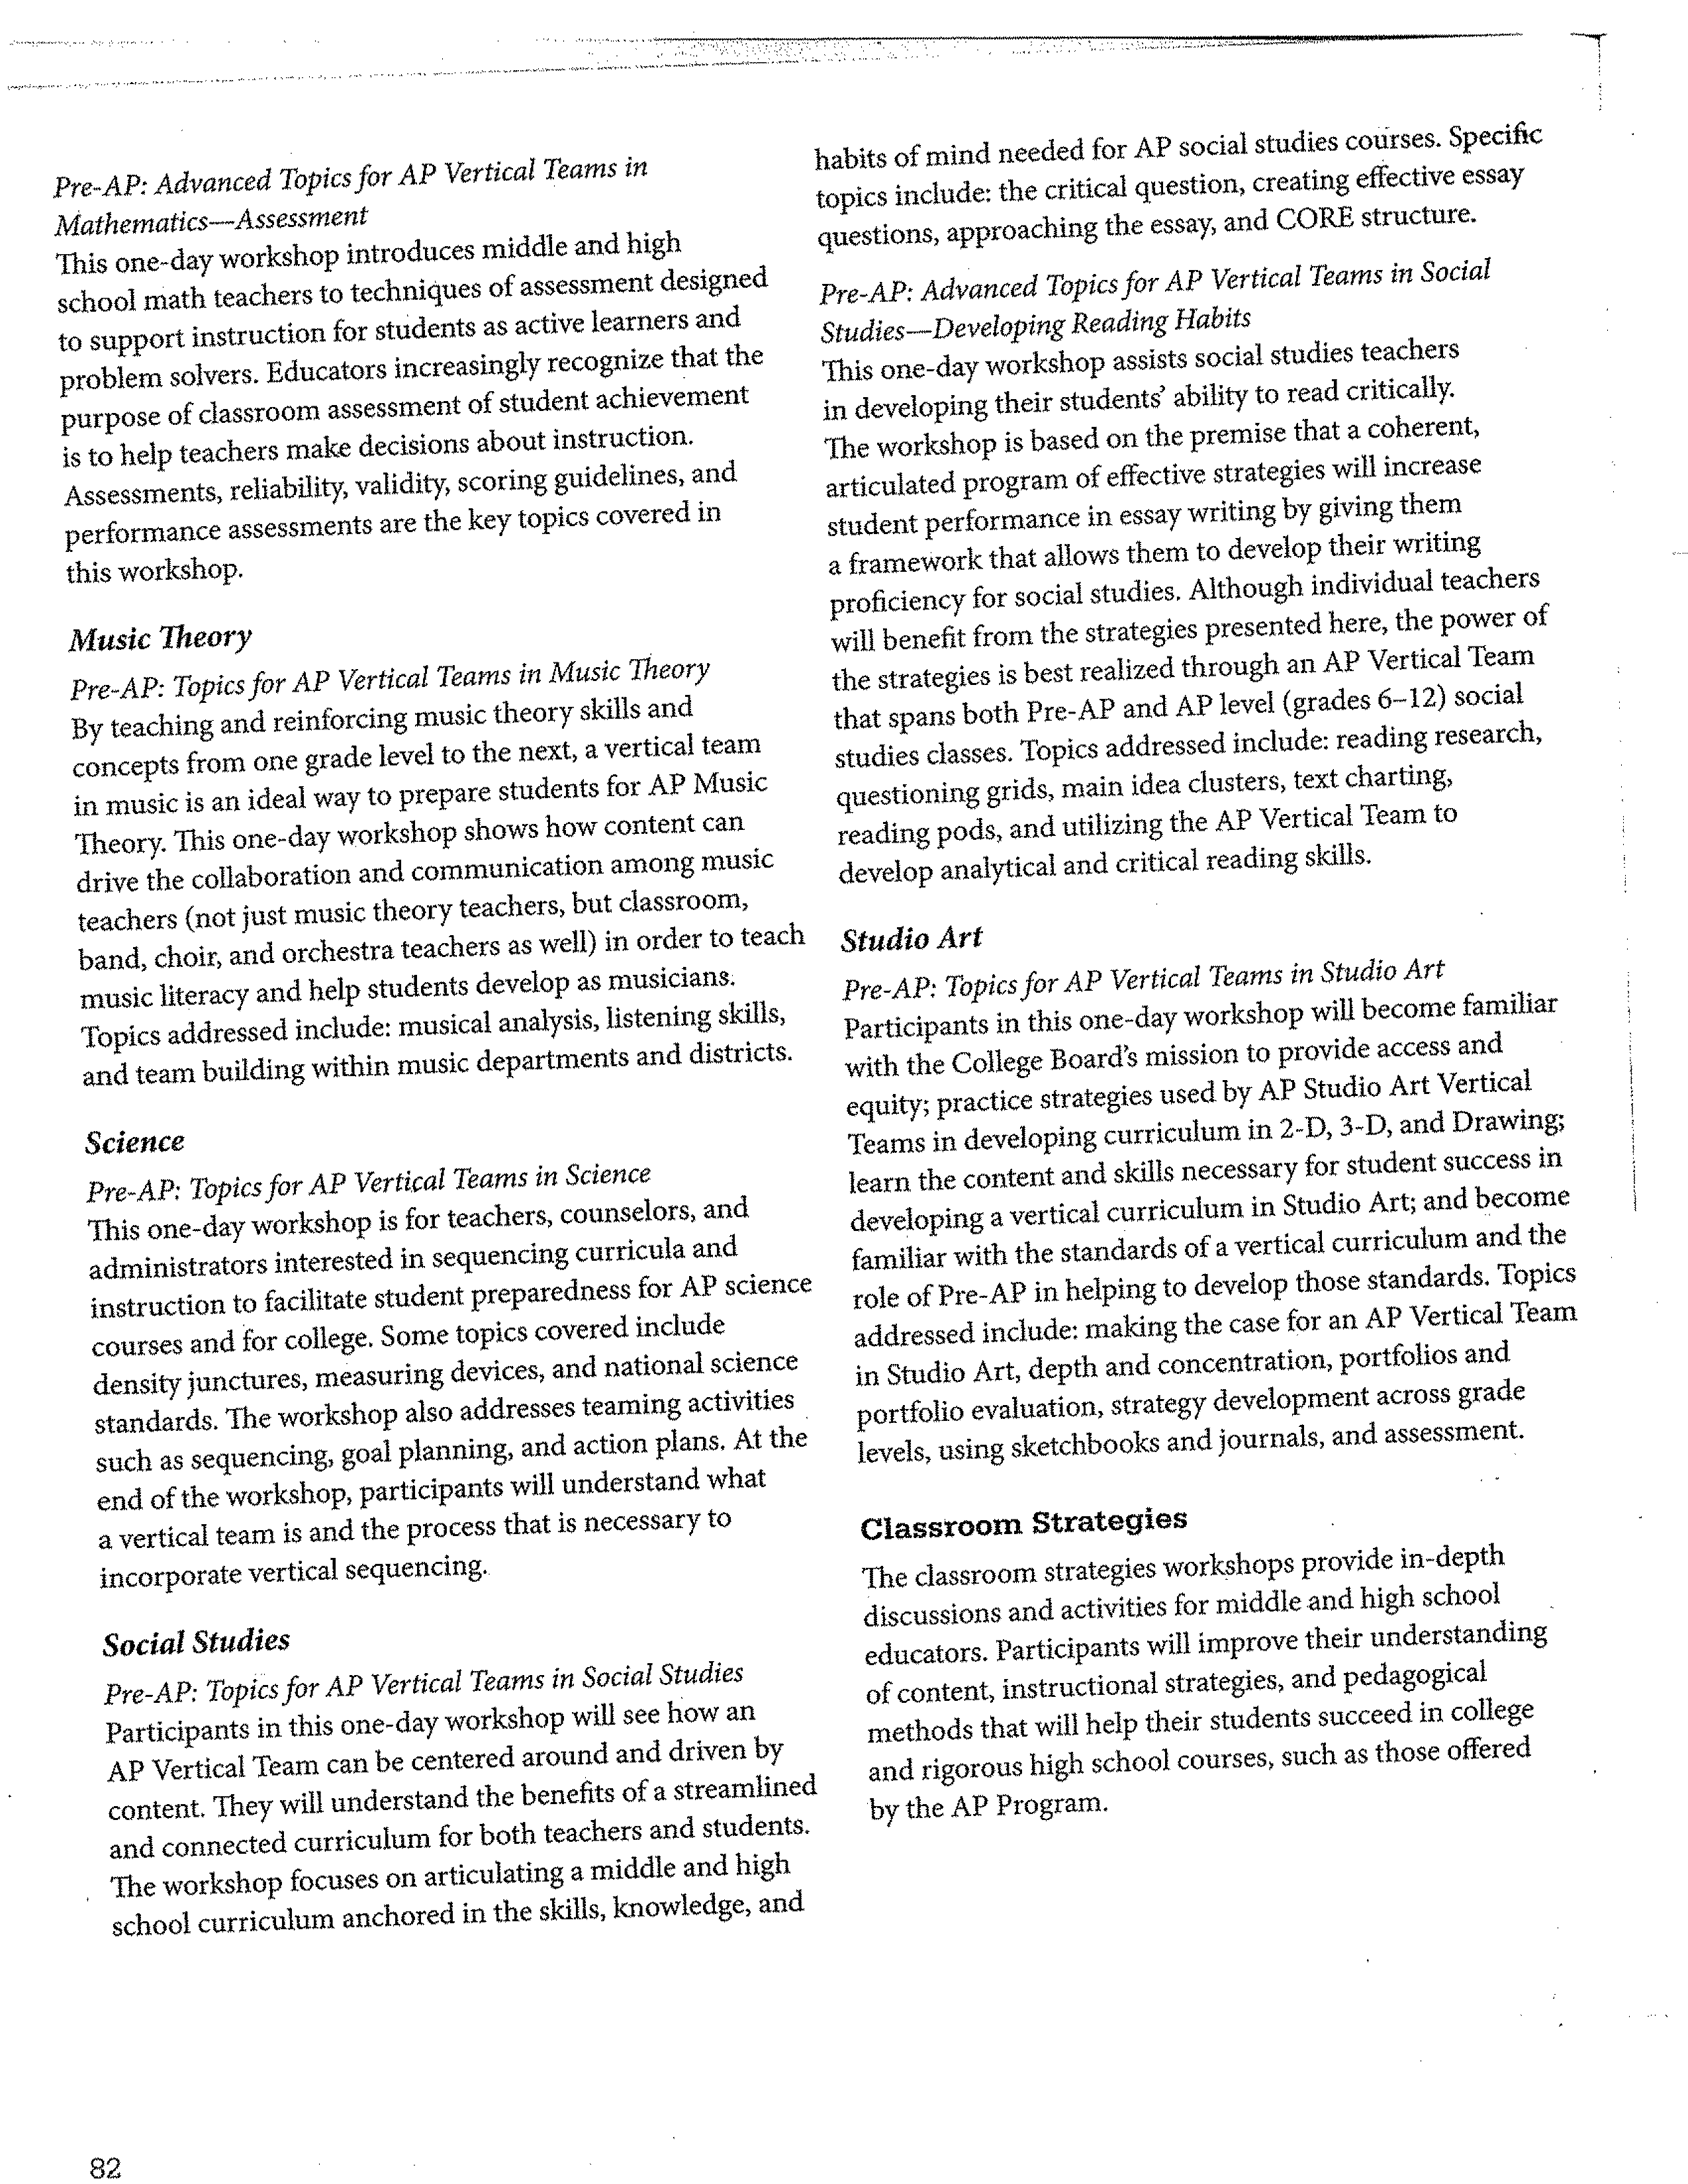 Pre-AP: Advanced Topics for AP Vertical Teams in
Mathematics—Assessment
This one-day workshop introduces middle and high
school math teachers to techniques of assessment designed
to support instruction for students as active learners and
problem solvers. Educators increasingly recognize that the
purpose of classroom assessment of student achievement
is to help teachers make decisions about instruction.
Assessments, reliability, validity, scoring guidelines, and
performance assessments are the key topics covered in
this workshop.
Music Theory
Pre-AP: Topics for AP Vertical Teams in Music Theory
By teaching and reinforcing music theory skills and
concepts from one grade level to the next, a vertical team
in music is an ideal way to prepare students for AP Music
Theory. This one-day workshop shows how content can
drive the collaboration and communication among music
teachers (not just music theory teachers, but classroom,
band, choir, and orchestra teachers as well) in order to teach
music literacy and help students develop as musicians.
Topics addressed include: musical analysis, listening skills,
and team building within music departments and districts.
Science
Pre-AP: Topics for AP Vertical Teams in Science
This one-day workshop is for teachers, counselors, and
administrators interested in sequencing curricula and
instruction to facilitate student preparedness for AP science
courses and for college. Some topics covered include
density junctures, measuring devices, and national science
standards. The workshop also addresses teaming activities
such as sequencing, goal planning, and action plans. At the
end of the workshop, participants will understand what
a vertical team is and the process that is necessary to
incorporate vertical sequencing.
Social Studies
Pre-AP: Topics for AP Vertical Teams in Social Studies
Participants in this one-day workshop will see how an
AP Vertical Team can be centered around and driven by
content. They will understand the benefits of a streamlined
and connected curriculum for both teachers and students.
The workshop focuses on articulating a middle and high
school curriculum anchored in the skills, knowledge, and
habits of mind needed for AP social studies courses. Specific
topics include: the critical question, creating effective essay
questions, approaching the essay, and CORE structure.
Pre-AP: Advanced Topics for AP Vertical Teams in Social
Studies—Developing Reading Habits
This one-day workshop assists social studies teachers
in developing their students' ability to read critically.
The workshop is based on the premise that a coherent,
articulated program of effective strategies will increase
student performance in essay writing by giving them
a framework that allows them to develop their writing
proficiency for social studies. Although individual teachers
will benefit from the strategies presented here, the power of
the strategies is best realized through an AP Vertical Team
that spans both Pre-AP and AP level (grades 6–12) social
studies classes. Topics addressed include: reading research,
questioning grids, main idea clusters, text charting,
reading pods, and utilizing the AP Vertical Team to
develop analytical and critical reading skills.
Studio Art
Pre-AP: Topics for AP Vertical Teams in Studio Art
Participants in this one-day workshop will become familiar
with the College Board's mission to provide access and
equity; practice strategies used by AP Studio Art Vertical
Teams in developing curriculum in 2-D, 3-D, and Drawing;
learn the content and skills necessary for student success in
developing a vertical curriculum in Studio Art; and become
familiar with the standards of a vertical curriculum and the
role of Pre-AP in helping to develop those standards. Topics
addressed include: making the case for an AP Vertical Team
in Studio Art, depth and concentration, portfolios and
portfolio evaluation, strategy development across grade
levels, using sketchbooks and journals, and assessment.
Classroom Strategies
The classroom strategies workshops provide in-depth
discussions and activities for middle and high school
educators. Participants will improve their understanding
of content, instructional strategies, and pedagogical
methods that will help their students succeed in college
and rigorous high school courses, such as those offered
by the AP Program.
82